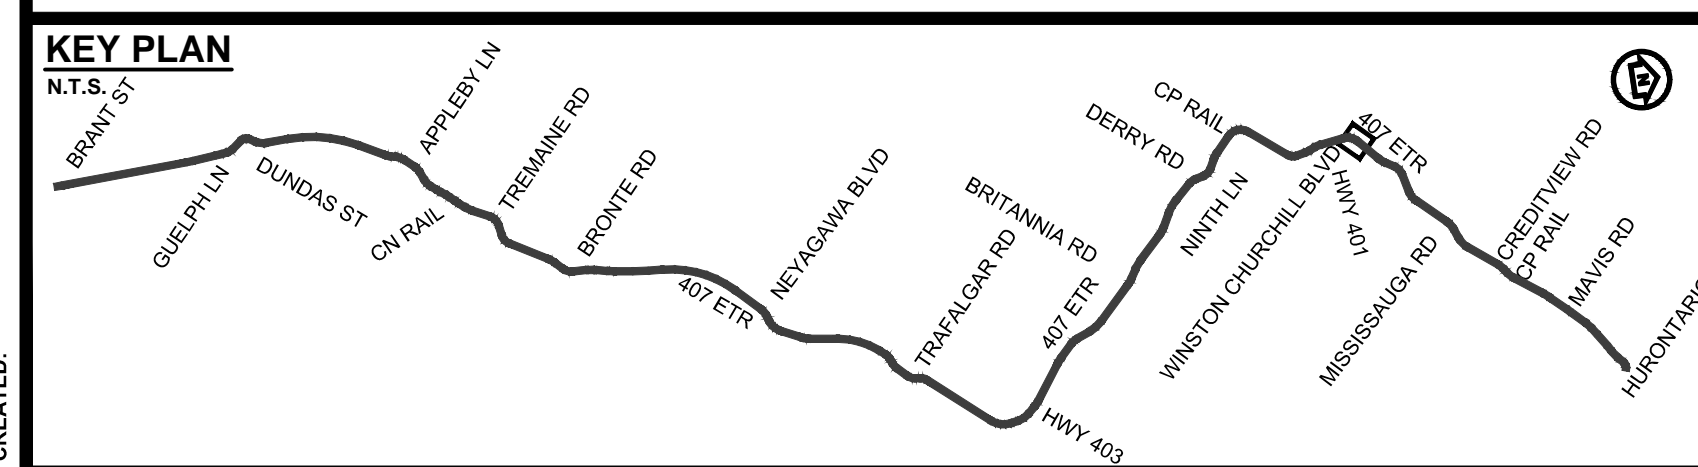 KEY PLAN
N.T.S.
BRANT ST
GUELPH LN
DUNDAS ST
APPLEBY LN
CN RAIL
TREMAINE RD
BRONTE RD
407 ETR
NEYAGAWA BLVD
TRAFALGAR RD
HWY 403
407 ETR
BRITANNIA RD
DERRY RD
CP RAIL
NINTH LN
WINSTON CHURCHILL BLVD
HWY 401
407 ETR
MISSISSAUGA RD
CREDITVIEW RD
CP RAIL
MAVIS RD
N
CREATED: